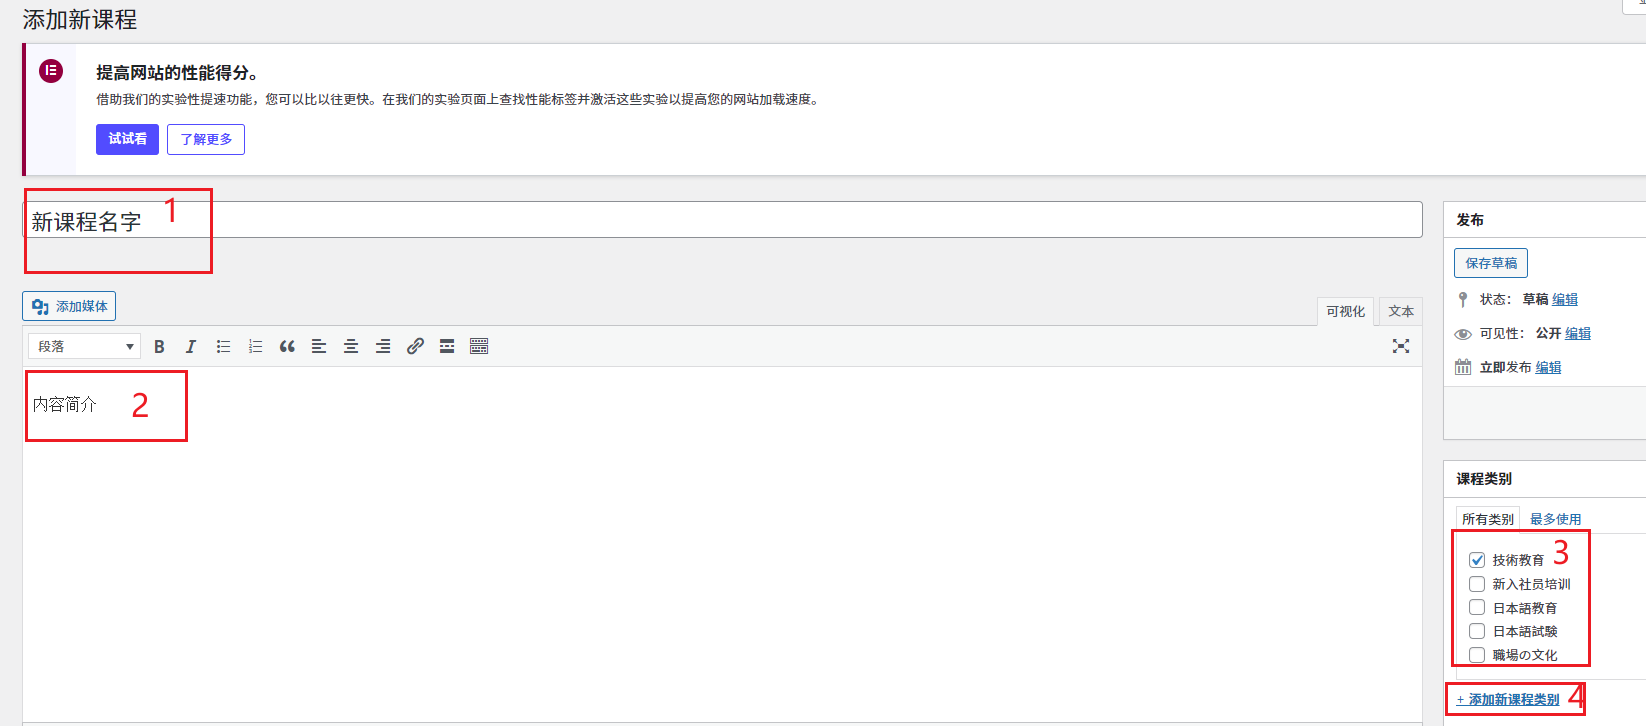 添加新课程
提高网站的性能得分。
借助我们的实验性提速功能，您可以比以往更快。在我们的实验页面上查找性能标签并激活这些实验以提高您的网站加载速度。
试试看 了解更多
新课程名字 1
添加媒体
可视化 文本
段落 B I
内容简介 2
发布
保存草稿
状态： 草稿 编辑
可见性： 公开 编辑
立即发布 编辑
课程类别
所有类别 最多使用
技術教育 3
新入社员培训
日本語教育
日本語試験
職場の文化
+ 添加新课程类别 4